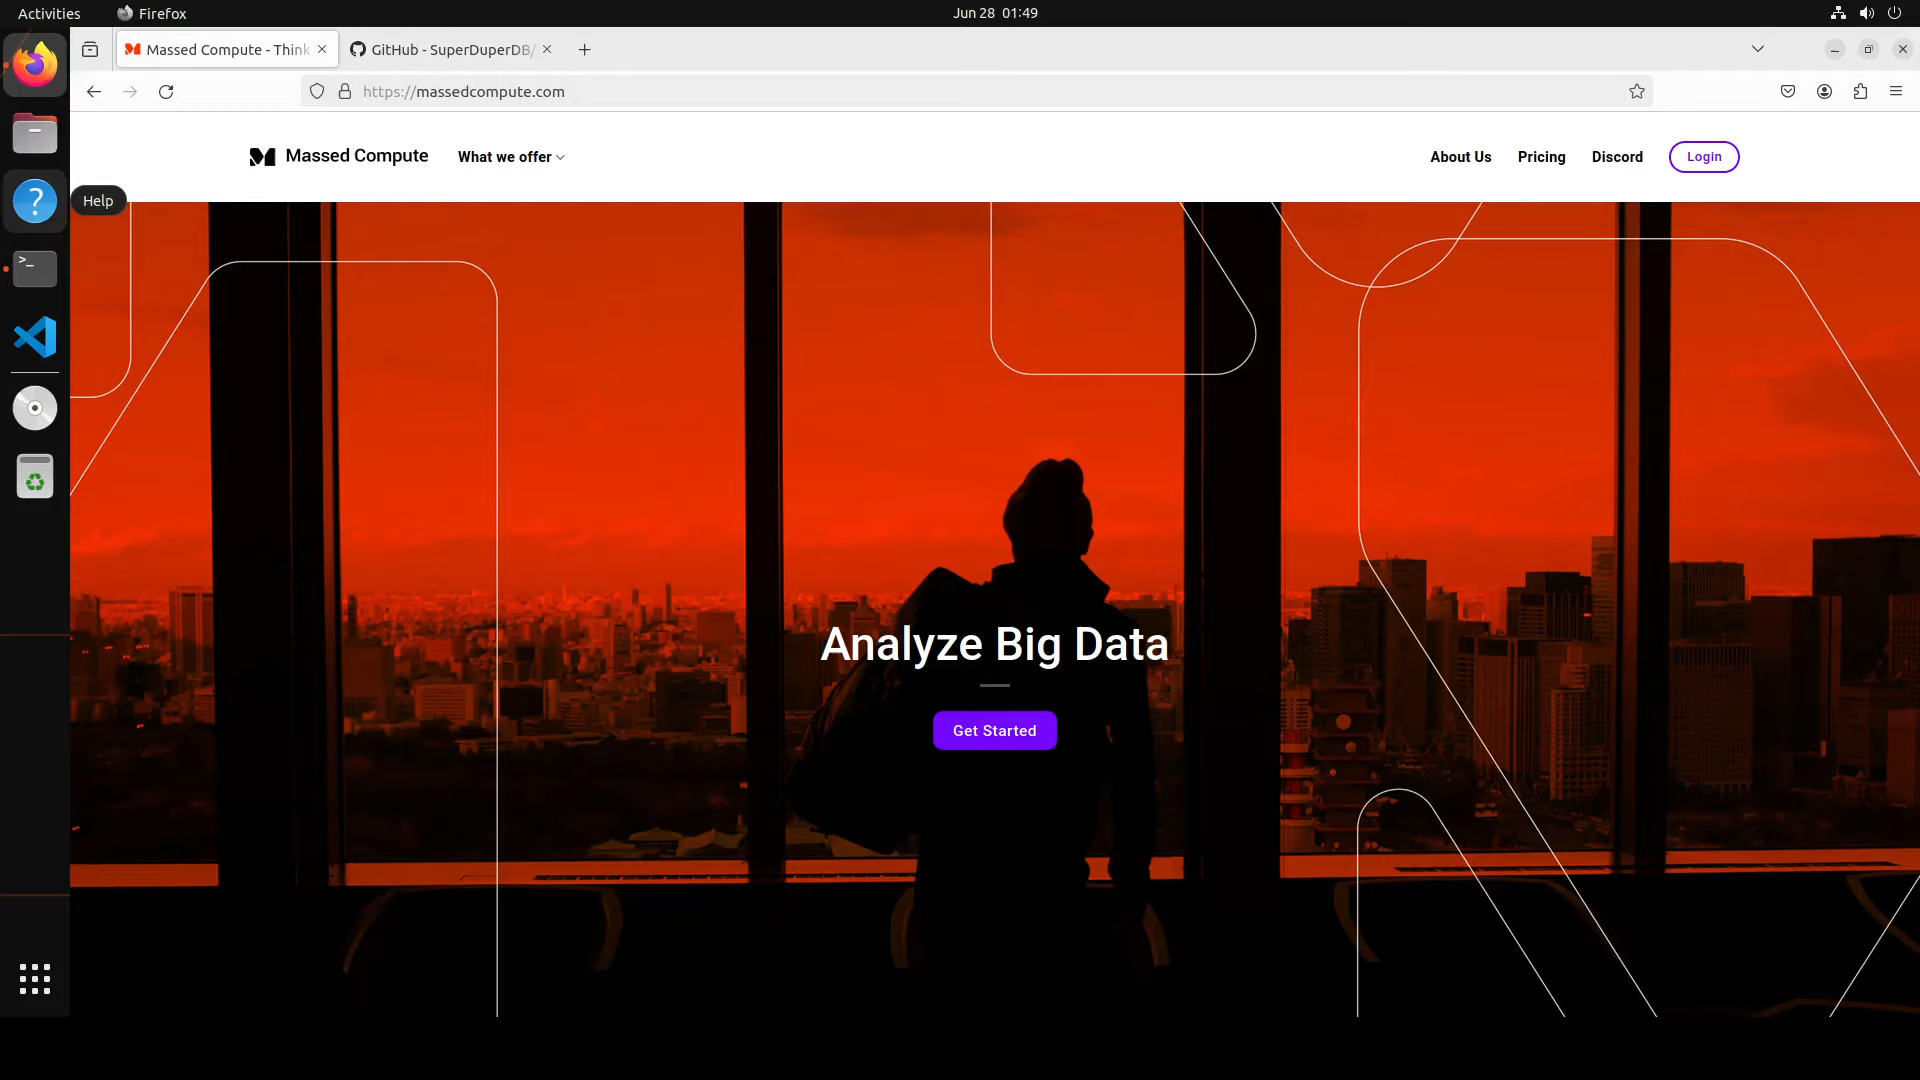 Activities
Firefox
Jun 28 01:49
Massed Compute - Think
GitHub - SuperDuperDB/
https://massedcompute.com
Massed Compute
What we offer
About Us
Pricing
Discord
Login
Help
Analyze Big Data
Get Started